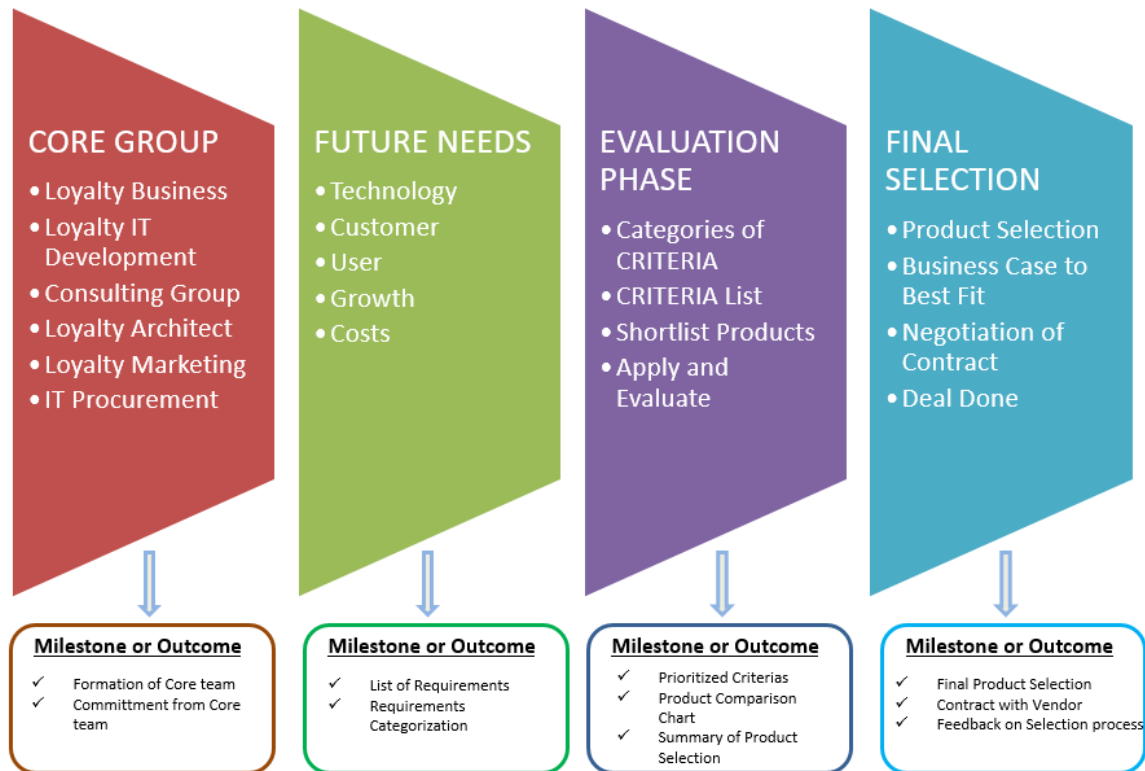 CORE GROUP
• Loyalty Business
• Loyalty IT
Development
• Consulting Group
• Loyalty Architect
• Loyalty Marketing
• IT Procurement
FUTURE NEEDS
• Technology
• Customer
• User
• Growth
• Costs
EVALUATION
PHASE
• Categories of
CRITERIA
• CRITERIA List
• Shortlist Products
• Apply and
Evaluate
FINAL
SELECTION
• Product Selection
• Business Case to
Best Fit
• Negotiation of
Contract
• Deal Done
Milestone or Outcome
✓ Formation of Core team
✓ Committment from Core
team
Milestone or Outcome
✓ List of Requirements
✓ Requirements
Categorization
Milestone or Outcome
✓ Prioritized Criterias
✓ Product Comparison
Chart
✓ Summary of Product
Selection
Milestone or Outcome
✓ Final Product Selection
✓ Contract with Vendor
✓ Feedback on Selection process